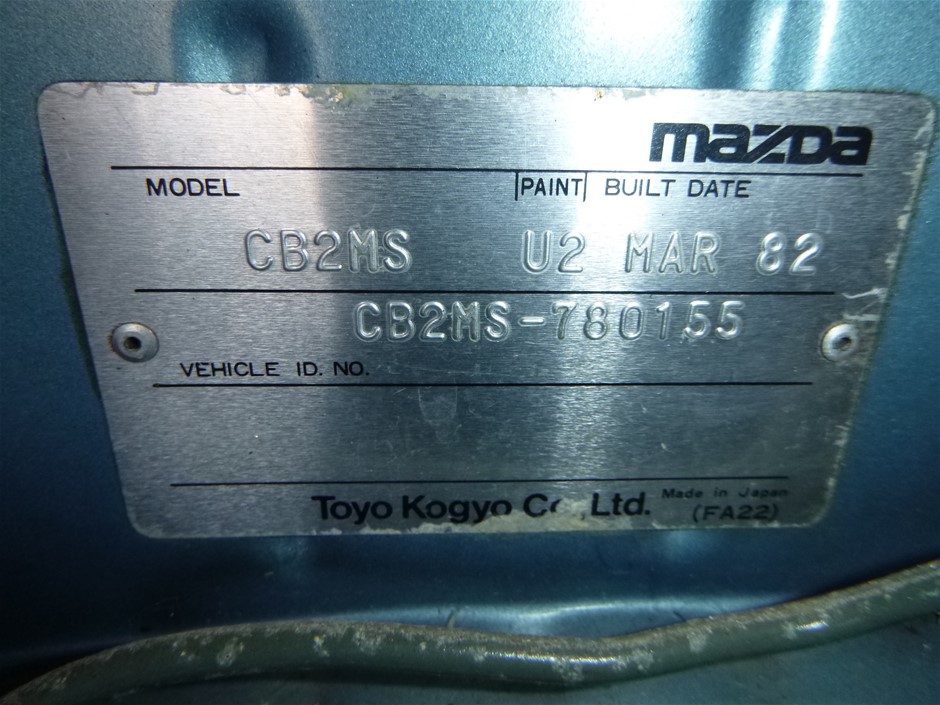 mazda
MODEL PAINT BUILT DATE
CB2MS U2 MAR 82
CB2MS-780155
VEHICLE ID. NO.
Made in Japan
Toyo Kogyo Co.,Ltd. (FA22)